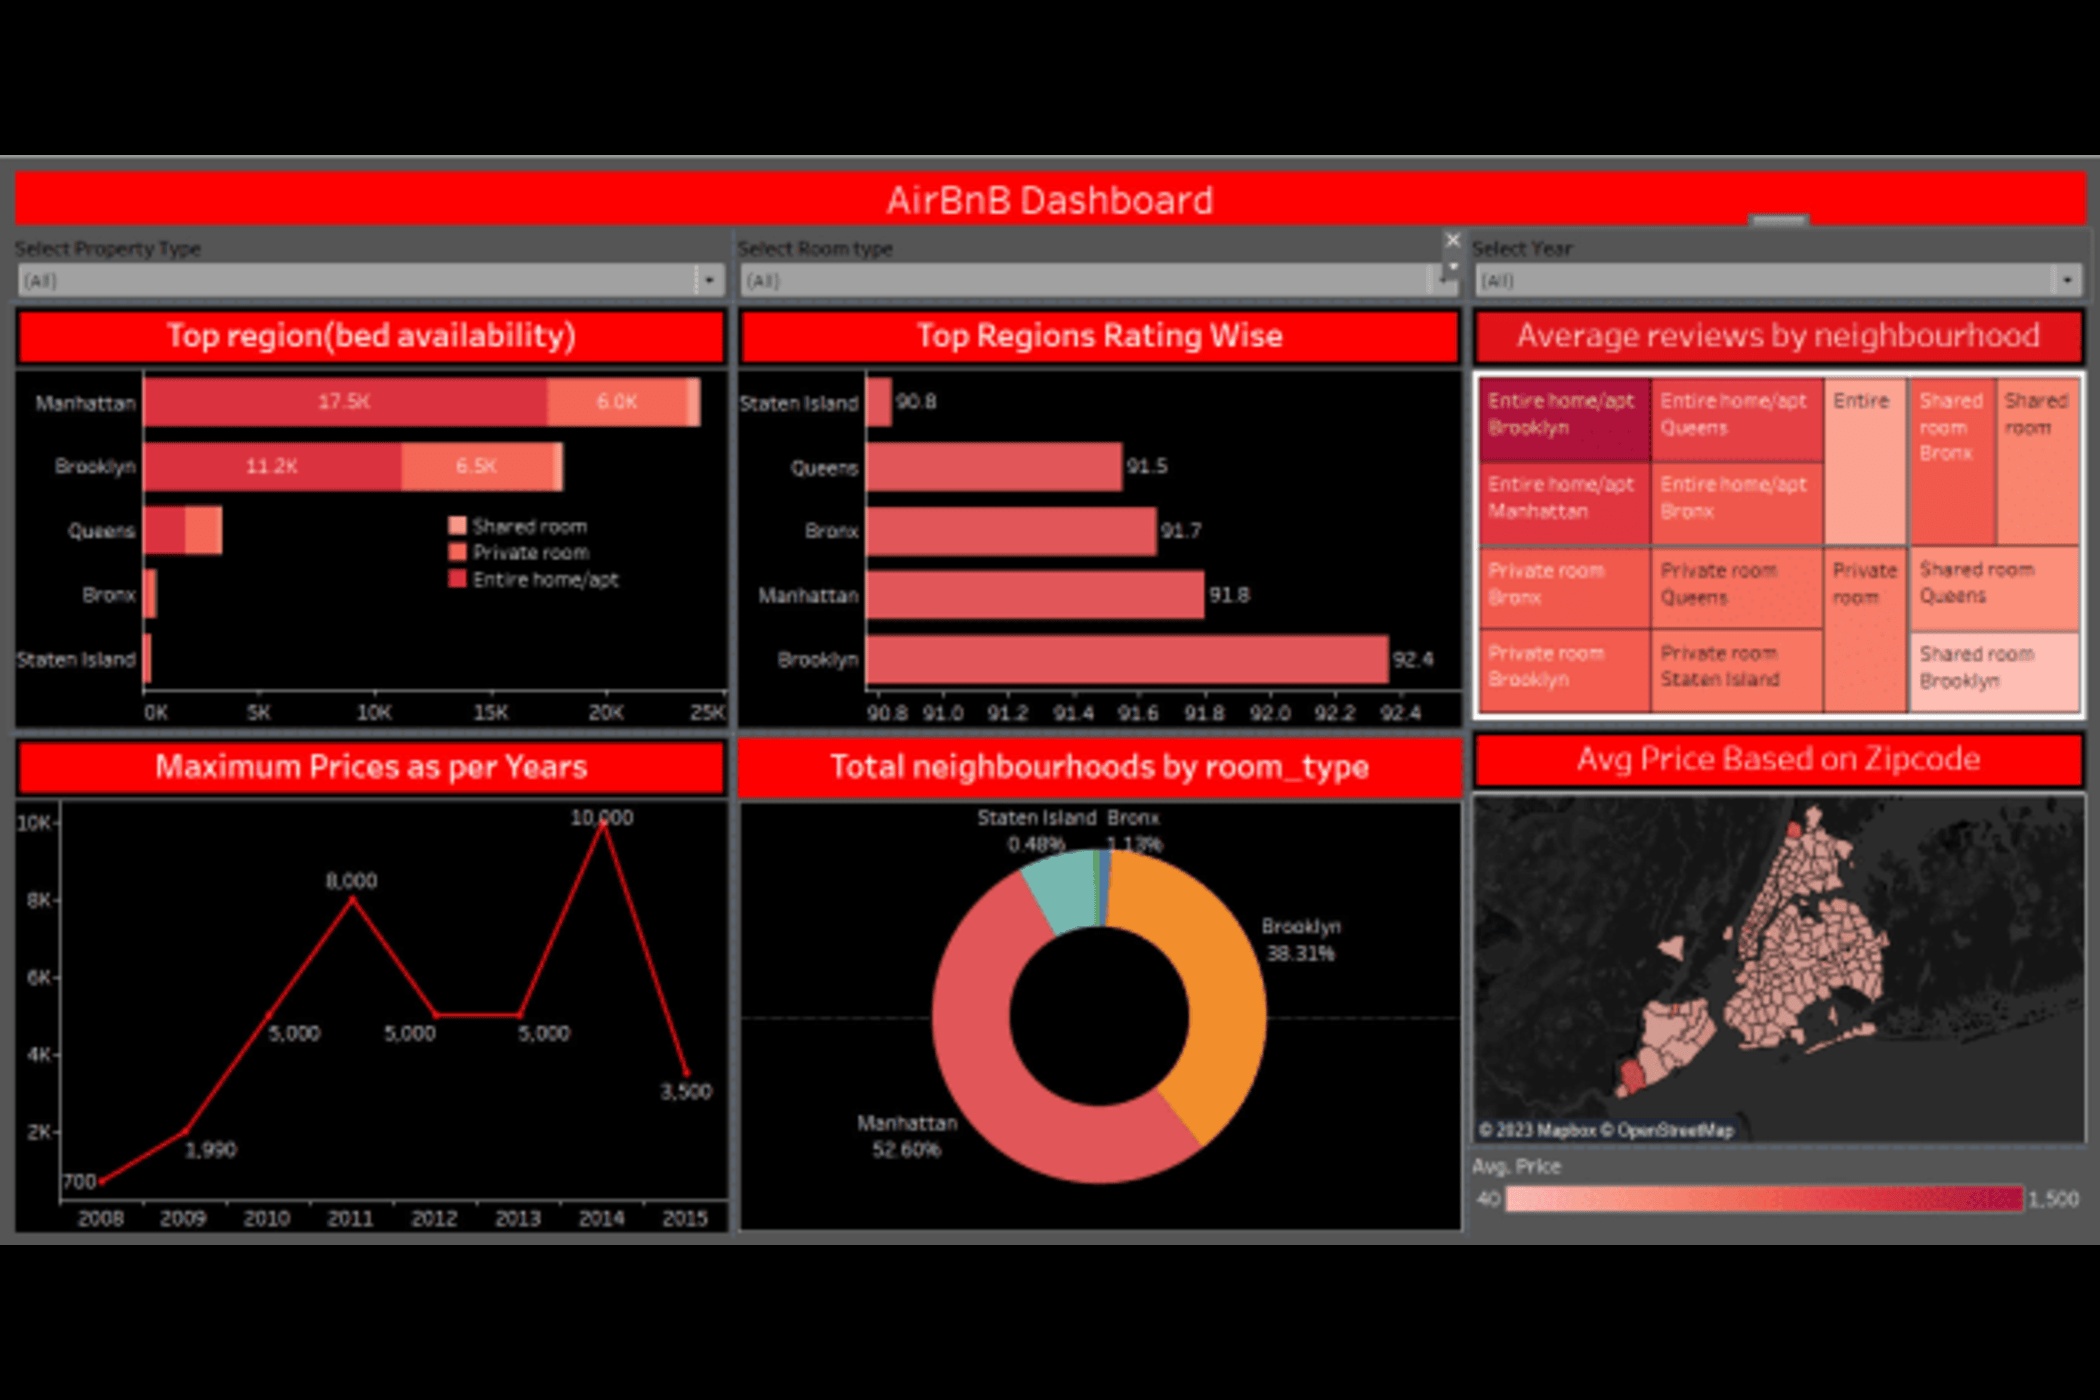 AirBnB Dashboard
Select Property Type
(All)
Select Room type
(All)
Select Year
(All)
Top region(bed availability)
Manhattan
17.5K
6.0K
Brooklyn
11.2K
6.5K
Queens
Bronx
Staten Island
Shared room
Private room
Entire home/apt
0K 5K 10K 15K 20K 25K
Top Regions Rating Wise
Staten Island 90.8
Queens 91.5
Bronx 91.7
Manhattan 91.8
Brooklyn 92.4
90.8 91.0 91.2 91.4 91.6 91.8 92.0 92.2 92.4
Average reviews by neighbourhood
Entire home/apt
Brooklyn
Entire home/apt
Queens
Entire
Shared
room
Bronx
Shared
room
Entire home/apt
Manhattan
Entire home/apt
Bronx
Private room
Bronx
Private room
Queens
Private
room
Shared room
Queens
Private room
Brooklyn
Private room
Staten Island
Shared room
Brooklyn
Maximum Prices as per Years
10K
8K
6K
4K
2K
700
1,990
5,000
8,000
5,000
5,000
10,000
3,500
2008 2009 2010 2011 2012 2013 2014 2015
Total neighbourhoods by room_type
Staten Island
0.48%
Bronx
1.13%
Brooklyn
38.31%
Manhattan
52.60%
Avg Price Based on Zipcode
© 2023 Mapbox © OpenStreetMap
Avg. Price
40
1,500